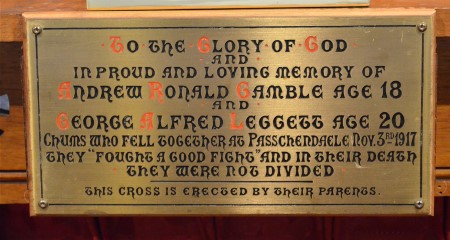 ·TO·THE·GLORY·OF·GOD·
·AND·
IN PROUD AND LOVING MEMORY OF
ANDREW RONALD GAMBLE AGE 18
AND
GEORGE ALFRED LEGGETT AGE 20
CHUMS WHO FELL TOGETHER AT PASSCHENDAELE NOV. 3RD 1917
THEY "FOUGHT A GOOD FIGHT" AND IN THEIR DEATH
THEY WERE NOT DIVIDED
THIS CROSS IS ERECTED BY THEIR PARENTS.